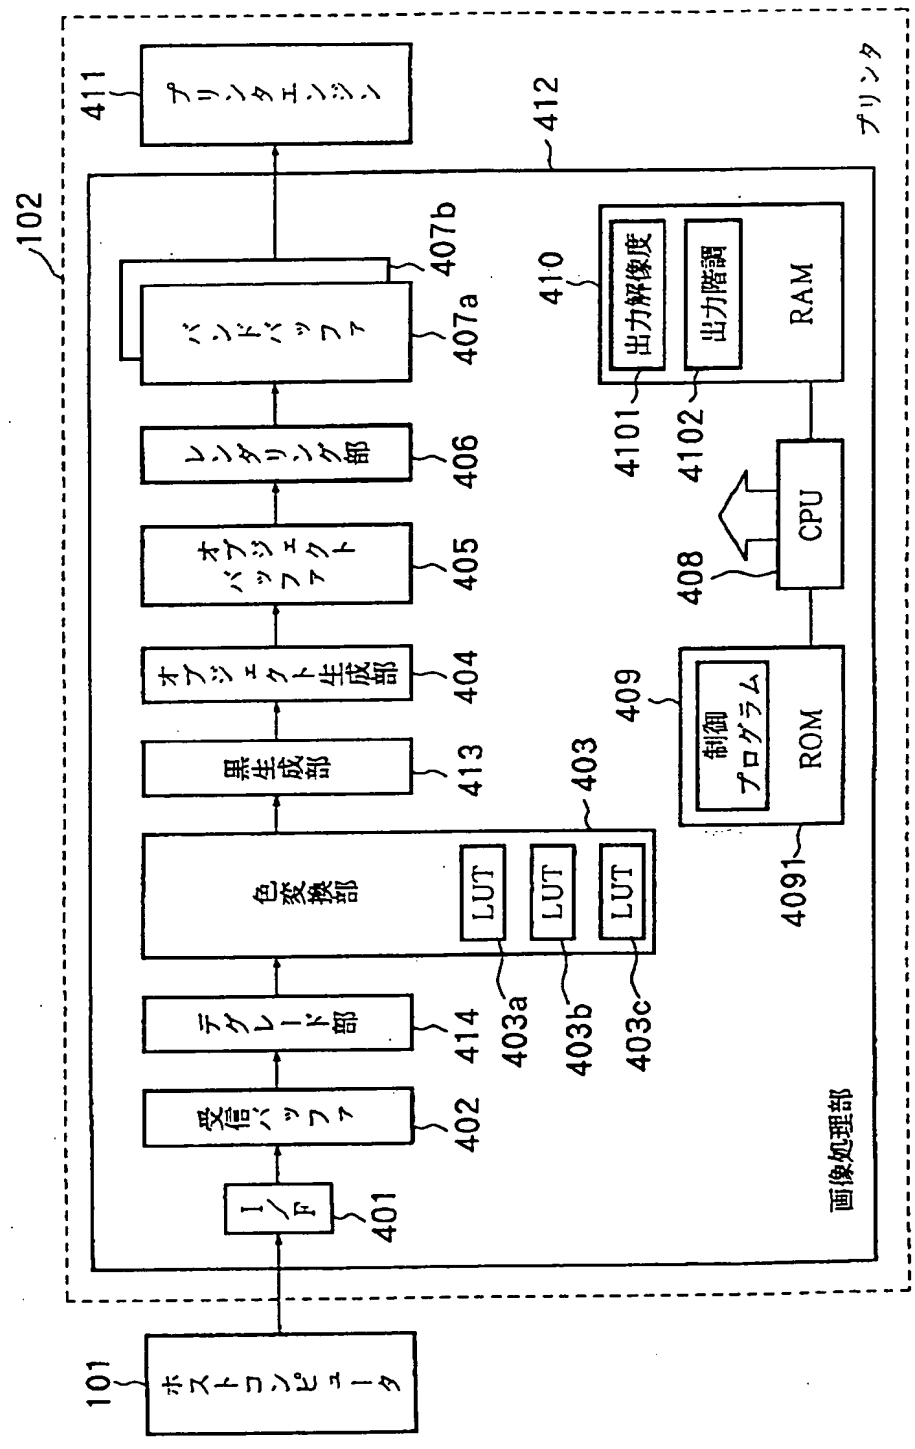 102
101
ホストコンピュータ
I/F
401
受信バッファ
402
デグレード部
414
色変換部
LUT
403a
LUT
403b
LUT
403c
403
黒生成部
413
オブジェクト生成部
404
オブジェクト
バッファ
405
レンダリング部
406
バンドバッファ
407a
407b
プリンタエンジン
411
412
制御
プログラム
ROM
409
4091
CPU
408
出力解像度
出力階調
RAM
410
4101
4102
画像処理部
プリンタ